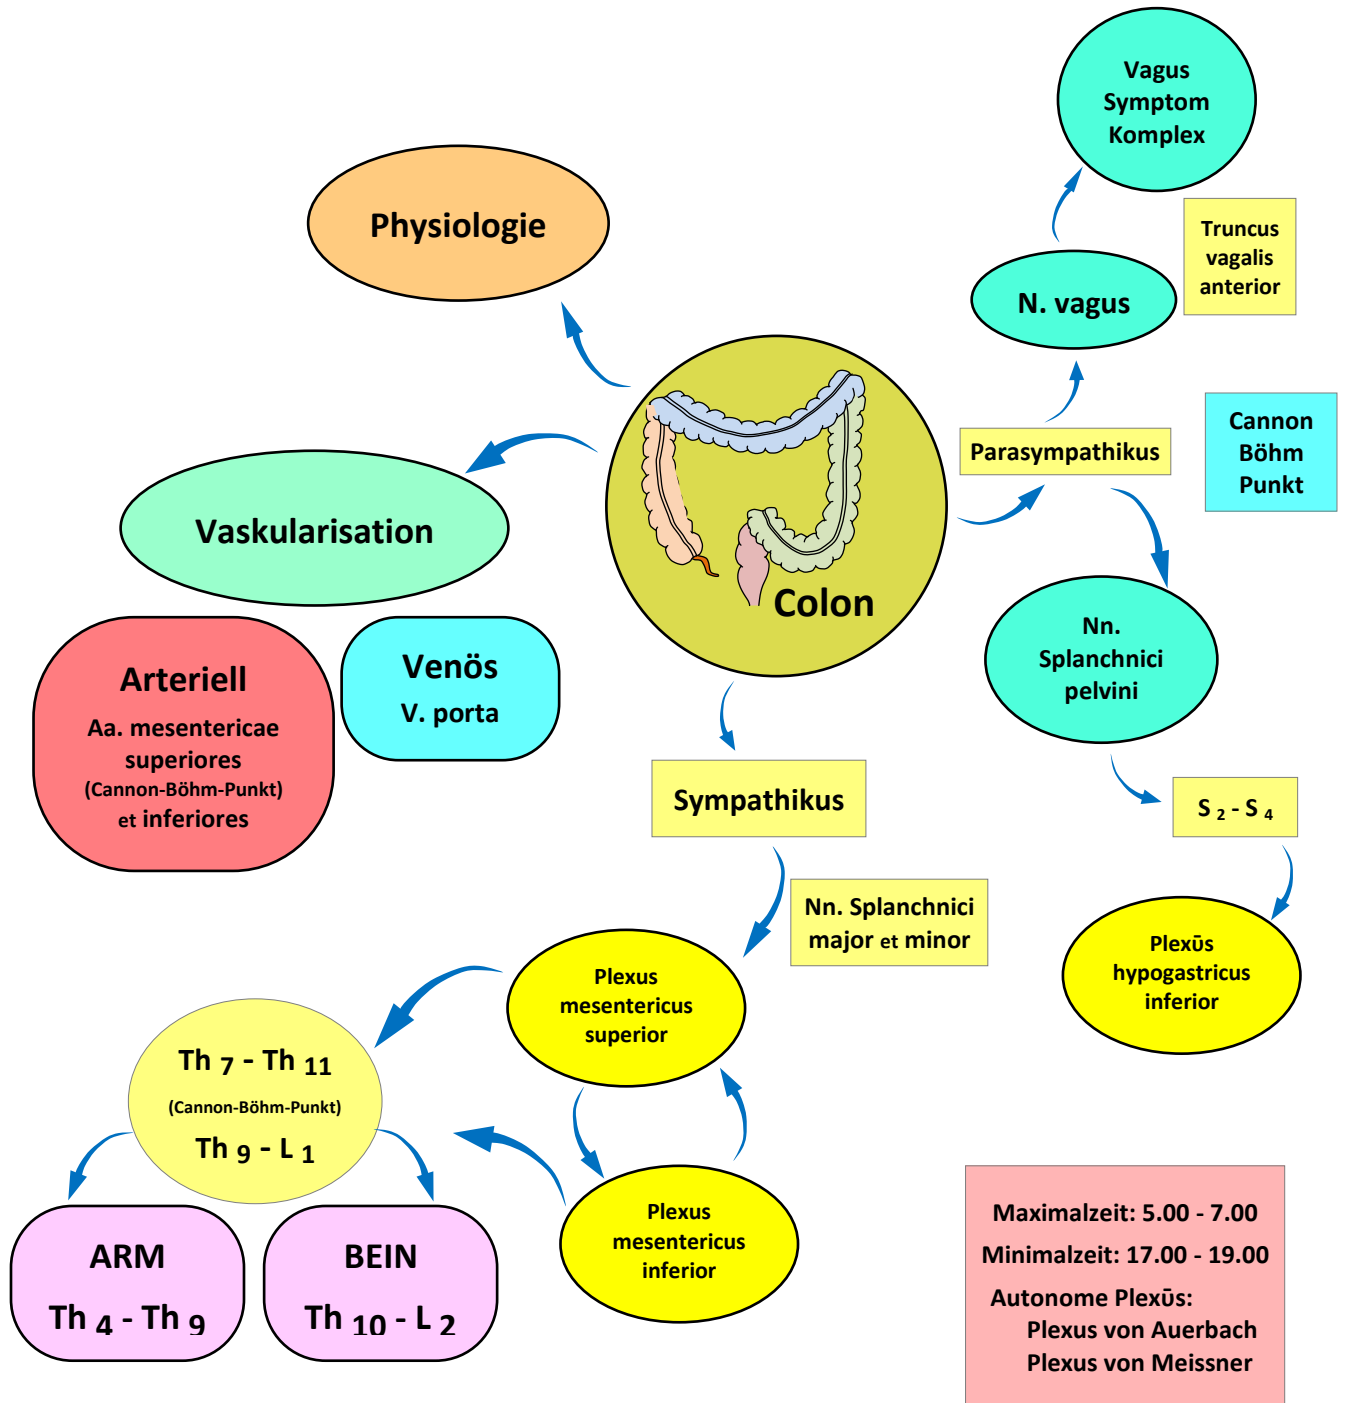 Vagus
Symptom
Komplex
Physiologie
Truncus
vagalis
anterior
N. vagus
Cannon
Böhm
Punkt
Parasympathikus
Vaskularisation
Colon
Nn.
Splanchnici
pelvini
Arteriell
Aa. mesentericae
superiores
(Cannon-Böhm-Punkt)
et inferiores
Venös
V. porta
Sympathikus
S 2 - S 4
Nn. Splanchnici
major et minor
Plexūs
hypogastricus
inferior
Plexus
mesentericus
superior
Th 7 - Th 11
(Cannon-Böhm-Punkt)
Th 9 - L 1
Plexus
mesentericus
inferior
ARM
Th 4 - Th 9
BEIN
Th 10 - L 2
Maximalzeit: 5.00 - 7.00
Minimalzeit: 17.00 - 19.00
Autonome Plexūs:
Plexus von Auerbach
Plexus von Meissner